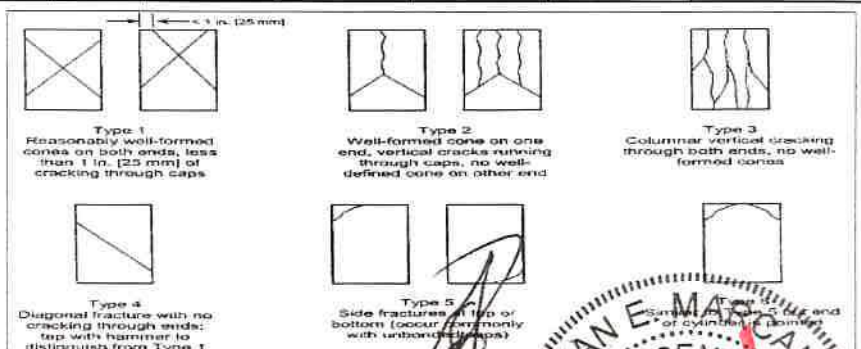 < 1 in. [25 mm]
Type 1
Reasonably well-formed
cones on both ends, less
than 1 in. [25 mm] of
cracking through caps
Type 2
Well-formed cone on one
end, vertical cracks running
through caps, no well-
defined cone on other end
Type 3
Columnar vertical cracking
through both ends, no well-
formed cones
Type 4
Diagonal fracture with no
cracking through ends;
tap with hammer to
distinguish from Type 1
Type 5
Side fractures at top or
bottom (occur commonly
with unbonded caps)
Type 6
Similar to Type 5 but end
of cylinder is pointed
AN E. MARCA